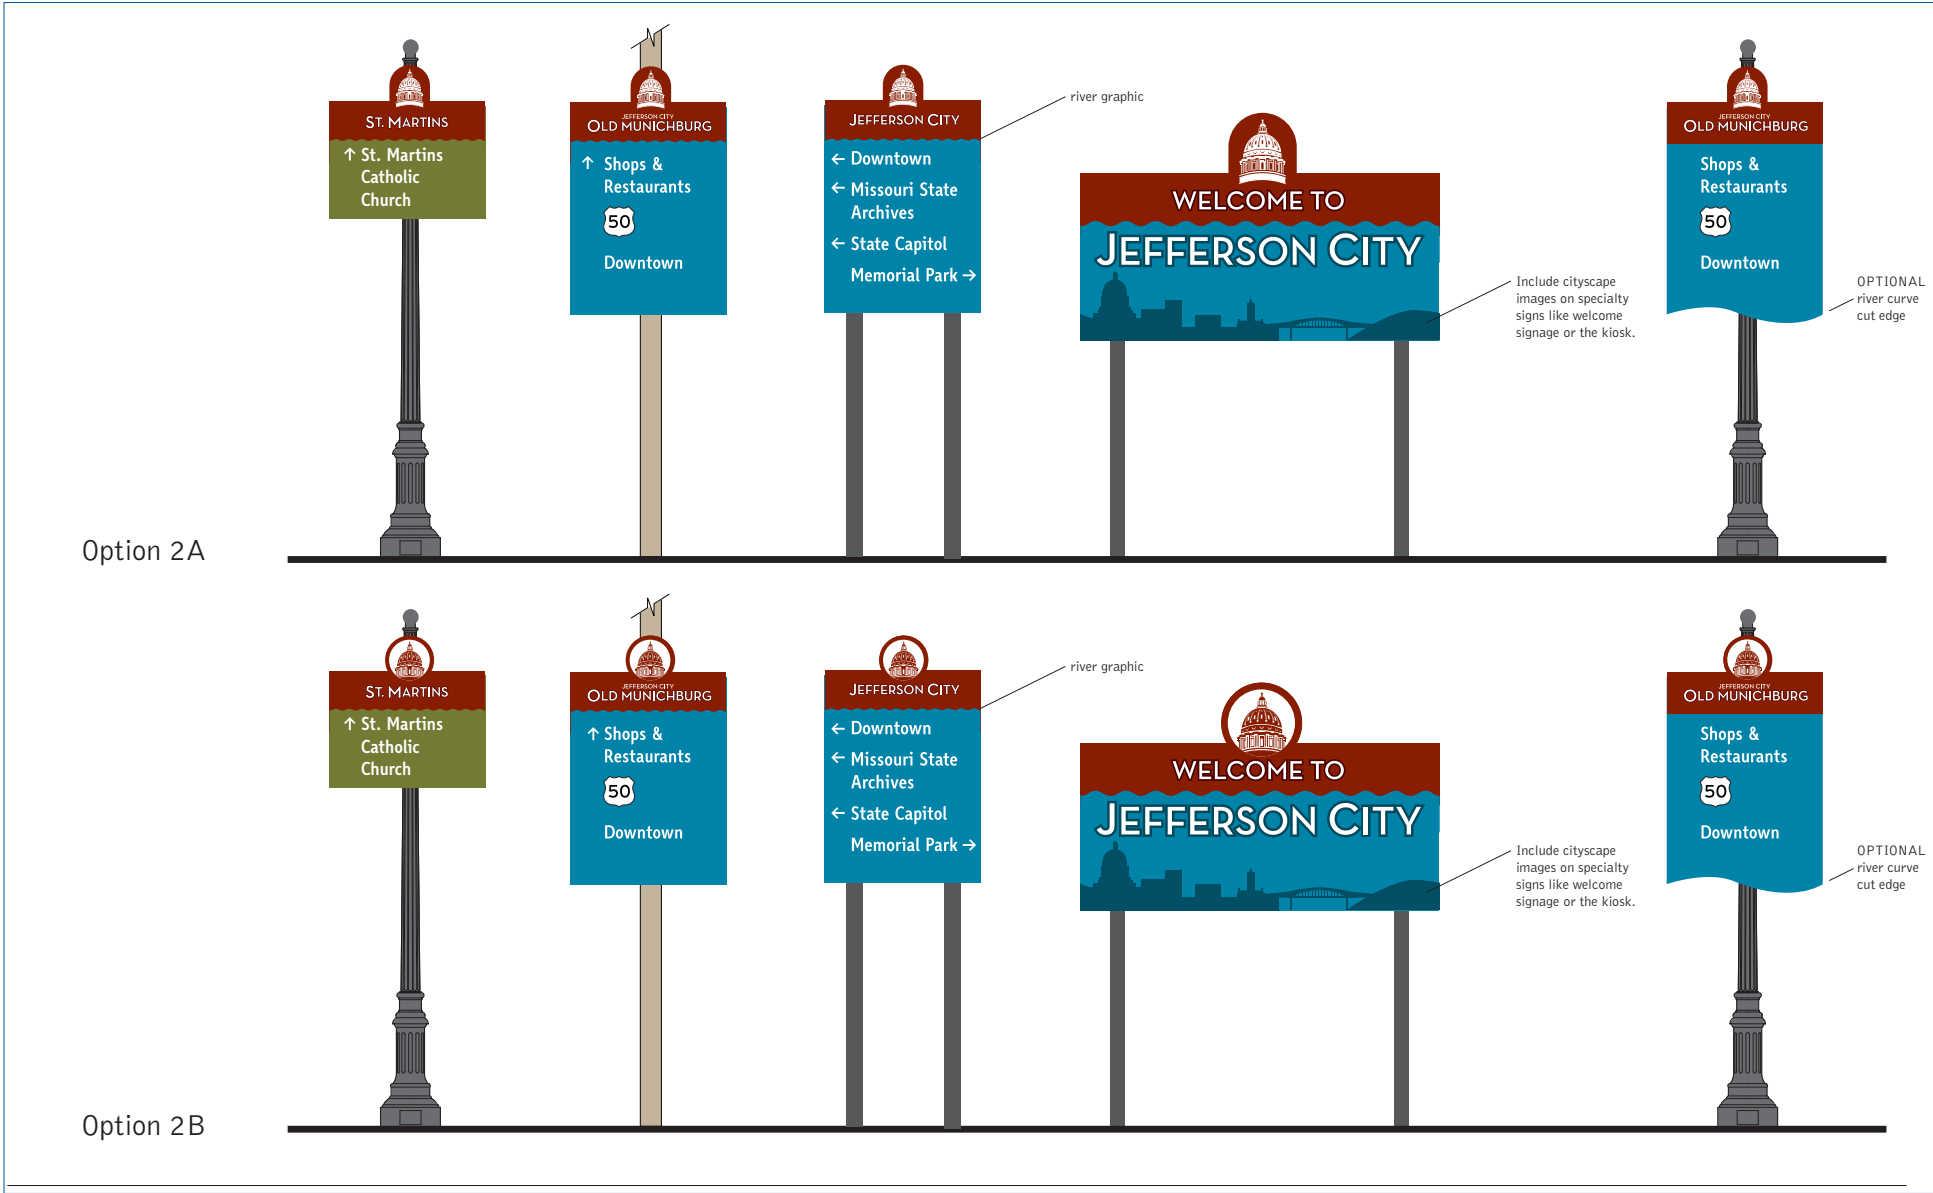 ST. MARTINS
↑ St. Martins
Catholic
Church
JEFFERSON CITY
OLD MUNICHBURG
↑ Shops &
Restaurants
50
Downtown
JEFFERSON CITY
← Downtown
← Missouri State
Archives
← State Capitol
Memorial Park →
river graphic
WELCOME TO
JEFFERSON CITY
Include cityscape
images on specialty
signs like welcome
signage or the kiosk.
JEFFERSON CITY
OLD MUNICHBURG
Shops &
Restaurants
50
Downtown
OPTIONAL
river curve
cut edge
Option 2A
ST. MARTINS
↑ St. Martins
Catholic
Church
JEFFERSON CITY
OLD MUNICHBURG
↑ Shops &
Restaurants
50
Downtown
JEFFERSON CITY
← Downtown
← Missouri State
Archives
← State Capitol
Memorial Park →
river graphic
WELCOME TO
JEFFERSON CITY
Include cityscape
images on specialty
signs like welcome
signage or the kiosk.
JEFFERSON CITY
OLD MUNICHBURG
Shops &
Restaurants
50
Downtown
OPTIONAL
river curve
cut edge
Option 2B